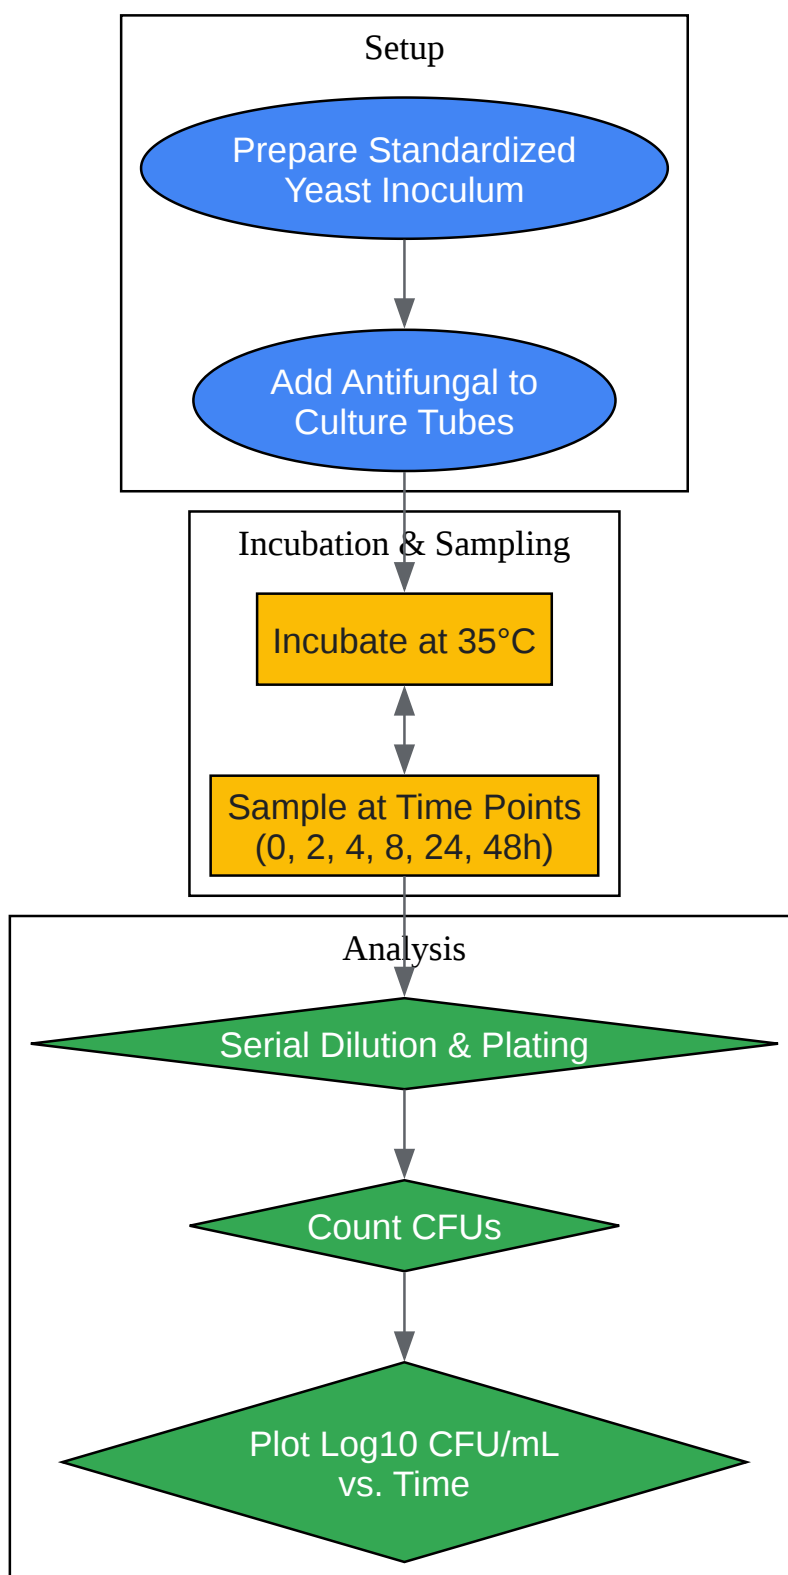 Setup
Prepare Standardized
Yeast Inoculum
Add Antifungal to
Culture Tubes
Incubation & Sampling
Incubate at 35°C
Sample at Time Points
(0, 2, 4, 8, 24, 48h)
Analysis
Serial Dilution & Plating
Count CFUs
Plot Log10 CFU/mL
vs. Time